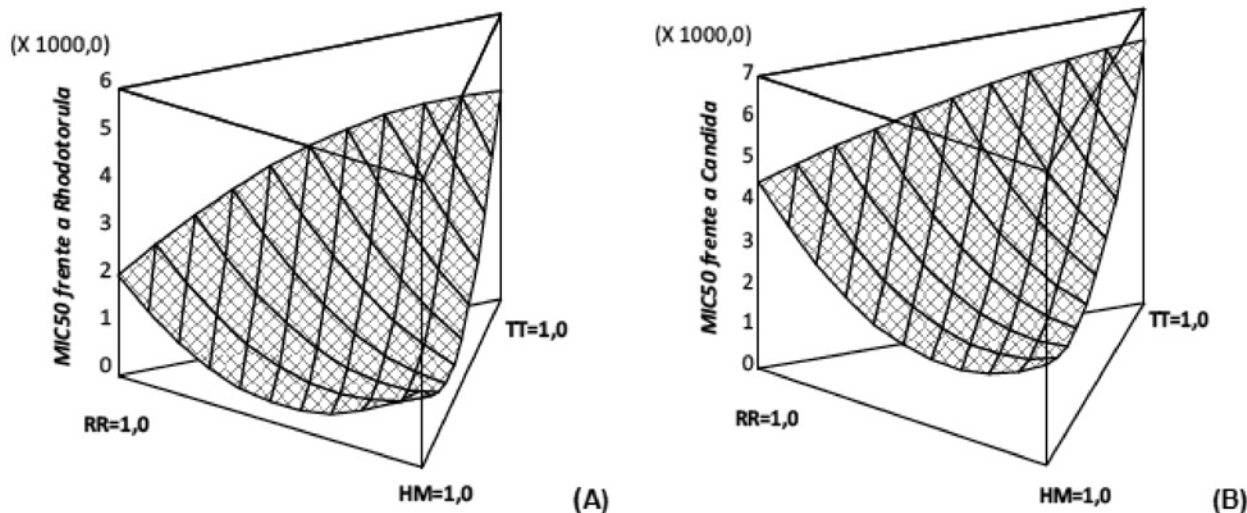 (X 1000,0)
MIC50 frente a Rhodotorula
6
5
4
3
2
1
0
RR=1,0
HM=1,0
TT=1,0
(A)
(X 1000,0)
MIC50 frente a Candida
7
6
5
4
3
2
1
0
RR=1,0
HM=1,0
TT=1,0
(B)